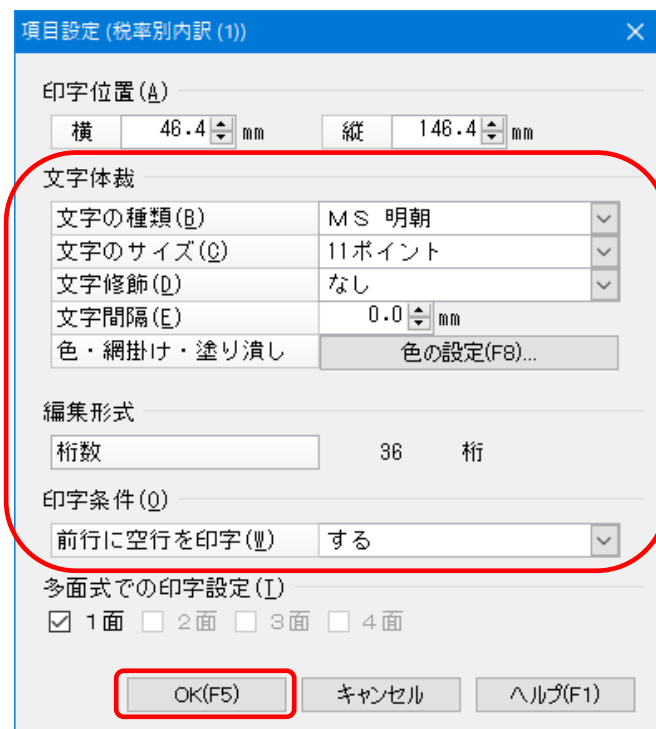 項目設定 (税率別内訳 (1))
印字位置(A)
横 46.4 mm 縦 146.4 mm
文字体裁
文字の種類(B) ＭＳ 明朝
文字のサイズ(C) 11ポイント
文字修飾(D) なし
文字間隔(E) 0.0 mm
色・網掛け・塗り潰し 色の設定(F8)...
編集形式
桁数 36 桁
印字条件(O)
前行に空行を印字(W) する
多面式での印字設定(T)
1面 2面 3面 4面
OK(F5) キャンセル ヘルプ(F1)